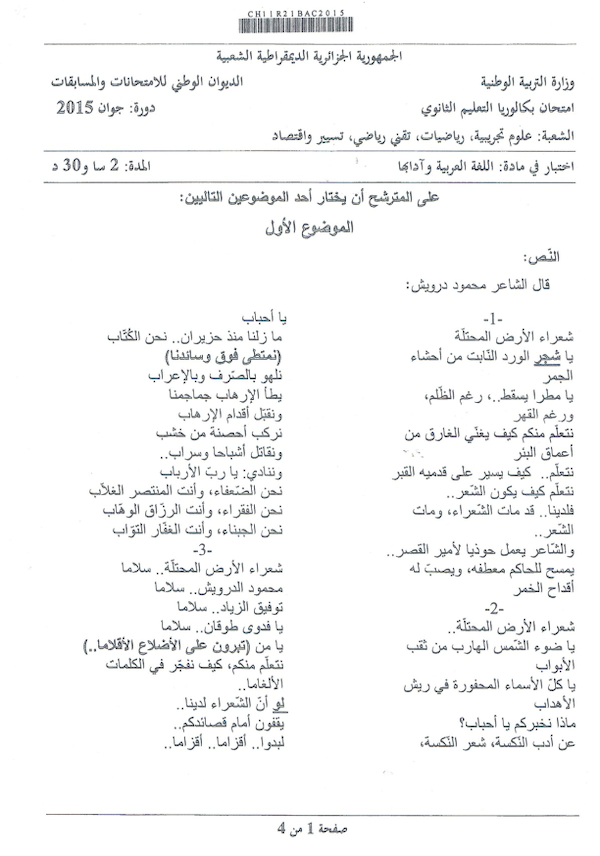 CH11R21BAC2015
الجمهورية الجزائرية الديمقراطية الشعبية
وزارة التربية الوطنية
الديوان الوطني للامتحانات والمسابقات
امتحان بكالوريا التعليم الثانوي
دورة: جوان 2015
الشعبة: علوم تجريبية، رياضيات، تقني رياضي، تسيير واقتصاد
اختبار في مادة: اللغة العربية وآدابها
المدة: 2 سا و30 د
على المترشح أن يختار أحد الموضوعين التاليين:
الموضوع الأول
النّص:
قال الشاعر محمود درويش:
-1-
شعراء الأرض المحتلّة
يا شجر الورد النّابت من أحشاء
الجمر
يا مطرا يسقط..، رغم الظّلم،
ورغم القهر
نتعلّم منكم كيف يغنّي الغارق من
أعماق البئر
نتعلّم.. كيف يسير على قدميه القبر
نتعلّم كيف يكون الشّعر..
فلدينا.. قد مات الشّعراء، ومات
الشّعر..
والشّاعر يعمل حوذيا لأمير القصر..
يمسح للحاكم معطفه، ويصبّ له
أقداح الخمر
-2-
شعراء الأرض المحتلّة..
يا ضوء الشّمس الهارب من ثقب
الأبواب
يا كلّ الأسماء المحفورة في ريش
الأهداب
ماذا نخبركم يا أحباب؟
عن أدب النّكسة، شعر النّكسة،
يا أحباب
ما زلنا منذ حزيران.. نحن الكُتّاب
(نمتطي فوق وساندنا)
نلهو بالصّرف وبالإعراب
يطأ الإرهاب جماجمنا
ونقبّل أقدام الإرهاب
نركب أحصنة من خشب
ونقاتل أشباحا وسراب..
وننادي: يا ربّ الأرباب
نحن الضّعفاء، وأنت المنتصر الغلاّب
نحن الفقراء، وأنت الرزّاق الوهّاب
نحن الجبناء، وأنت الغفّار التوّاب
-3-
شعراء الأرض المحتلّة.. سلاما
محمود الدرويش.. سلاما
توفيق الزياد.. سلاما
يا فدوى طوقان.. سلاما
يا من (تبرون على الأضلاع الأقلاما..)
نتعلّم منكم، كيف نفجّر في الكلمات
الألغاما..
لو أنّ الشّعراء لدينا..
يقفون أمام قصائدكم..
لبدوا.. أقزاما.. أقزاما..
صفحة 1 من 4